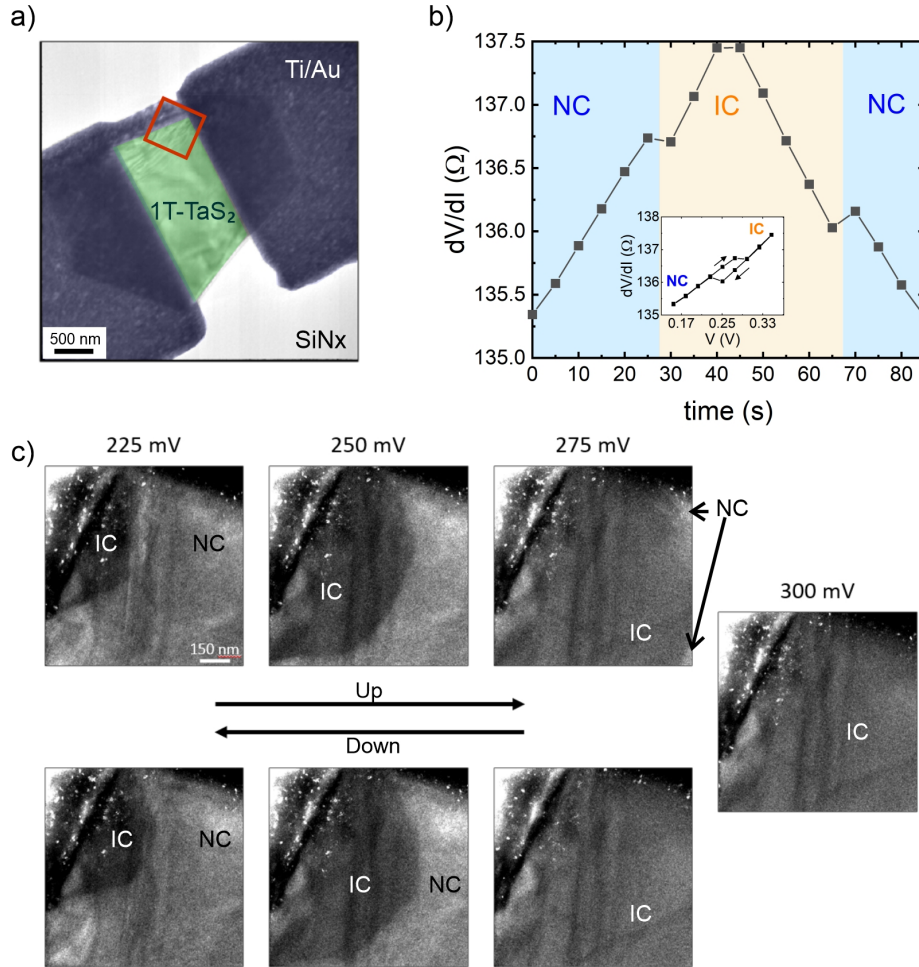 a)
Ti/Au
1T-TaS₂
500 nm
SiNx
b)
137.5
137.0
136.5
136.0
135.5
135.0
dV/dI (Ω)
NC
IC
NC
138
137
136
135
dV/dI (Ω)
IC
NC
0.17 0.25 0.33
V (V)
0 10 20 30 40 50 60 70 80
time (s)
c)
225 mV
250 mV
275 mV
IC
NC
150 nm
IC
IC
NC
300 mV
IC
Up
Down
IC
NC
IC
NC
IC